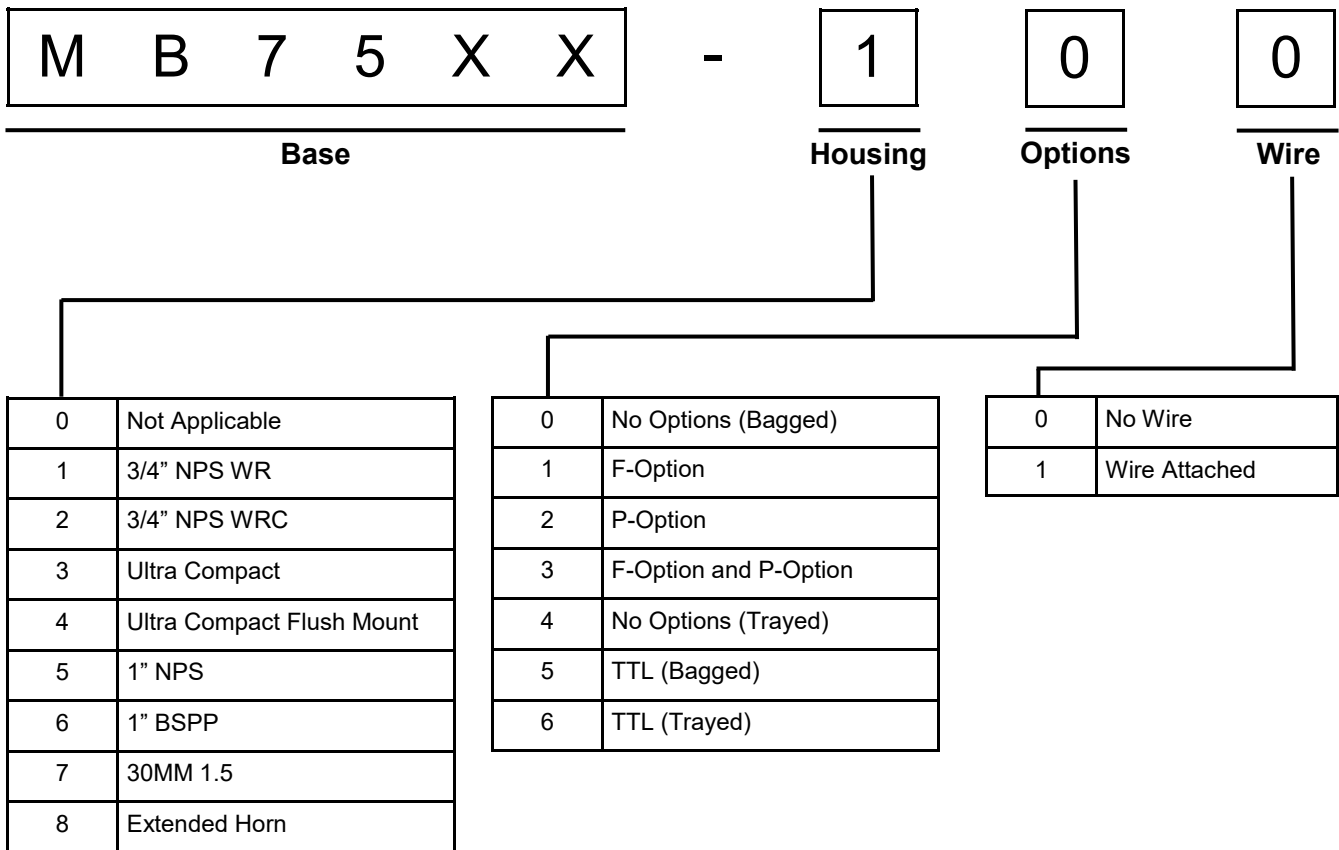 M B 7 5 X X - 1 0 0
Base Housing Options Wire
0 Not Applicable
1 3/4” NPS WR
2 3/4” NPS WRC
3 Ultra Compact
4 Ultra Compact Flush Mount
5 1” NPS
6 1” BSPP
7 30MM 1.5
8 Extended Horn
0 No Options (Bagged)
1 F-Option
2 P-Option
3 F-Option and P-Option
4 No Options (Trayed)
5 TTL (Bagged)
6 TTL (Trayed)
0 No Wire
1 Wire Attached